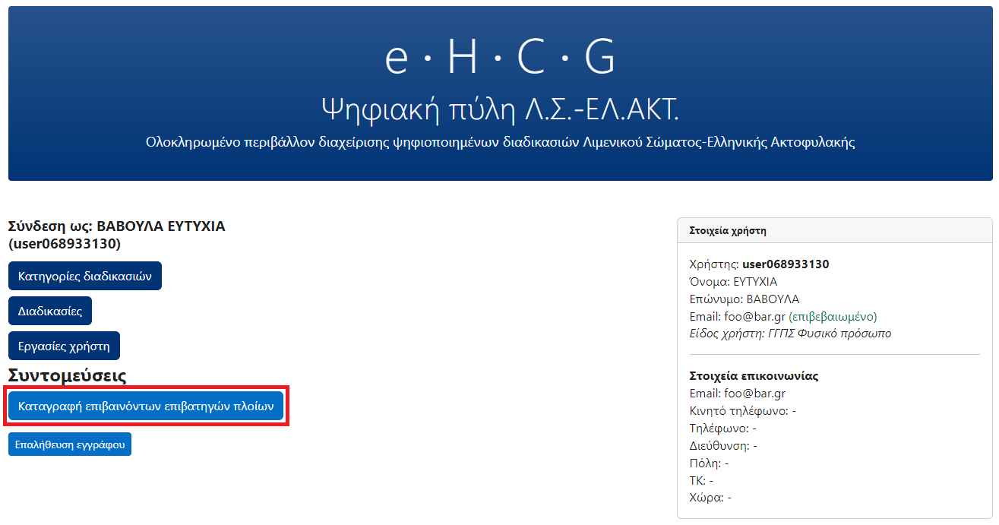 e · H · C · G
Ψηφιακή πύλη Λ.Σ.-ΕΛ.ΑΚΤ.
Ολοκληρωμένο περιβάλλον διαχείρισης ψηφιοποιημένων διαδικασιών Λιμενικού Σώματος-Ελληνικής Ακτοφυλακής
Σύνδεση ως: ΒΑΒΟΥΛΑ ΕΥΤΥΧΙΑ
(user068933130)
Κατηγορίες διαδικασιών
Διαδικασίες
Εργασίες χρήστη
Συντομεύσεις
Καταγραφή επιβαινόντων επιβατηγών πλοίων
Επαλήθευση εγγράφου
Στοιχεία χρήστη
Χρήστης: user068933130
Όνομα: ΕΥΤΥΧΙΑ
Επώνυμο: ΒΑΒΟΥΛΑ
Email: foo@bar.gr (επιβεβαιωμένο)
Είδος χρήστη: ΓΓΠΣ Φυσικό πρόσωπο
Στοιχεία επικοινωνίας
Email: foo@bar.gr
Κινητό τηλέφωνο: -
Τηλέφωνο: -
Διεύθυνση: -
Πόλη: -
ΤΚ: -
Χώρα: -